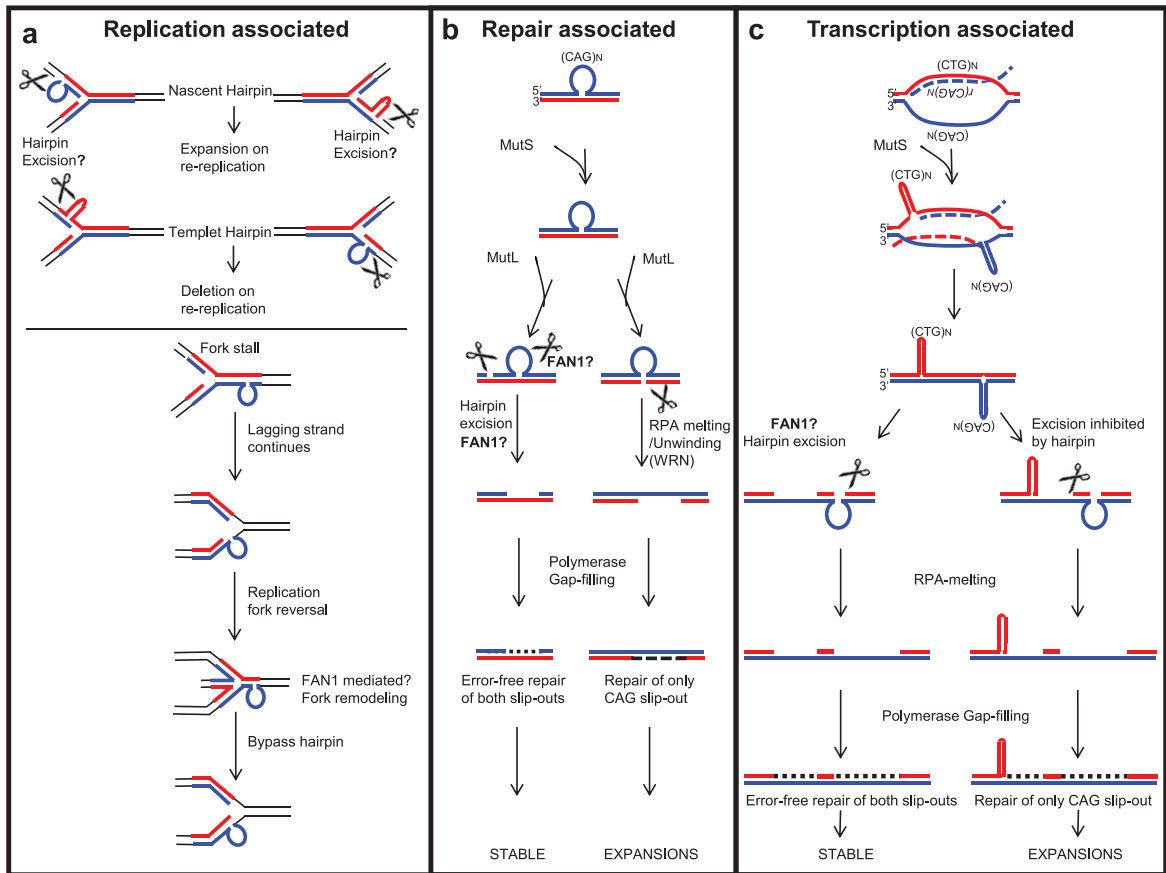 a
Replication associated
Nascent Hairpin
Hairpin
Excision?
Hairpin
Excision?
Expansion on
re-replication
Templet Hairpin
Deletion on
re-replication
Fork stall
Lagging strand
continues
Replication
fork reversal
FAN1 mediated?
Fork remodeling
Bypass hairpin
b
Repair associated
(CAG)N
5'
3'
MutS
MutL
MutL
FAN1?
Hairpin
excision
FAN1?
RPA melting
/Unwinding
(WRN)
Polymerase
Gap-filling
Error-free repair
of both slip-outs
Repair of only
CAG slip-out
STABLE
EXPANSIONS
c
Transcription associated
(CTG)N
r(CAG)N
5'
3'
(CAG)N
MutS
(CTG)N
5'
3'
(CAG)N
(CTG)N
5'
3'
(CAG)N
FAN1?
Hairpin excision
Excision inhibited
by hairpin
RPA-melting
Polymerase Gap-filling
Error-free repair of both slip-outs
Repair of only CAG slip-out
STABLE
EXPANSIONS